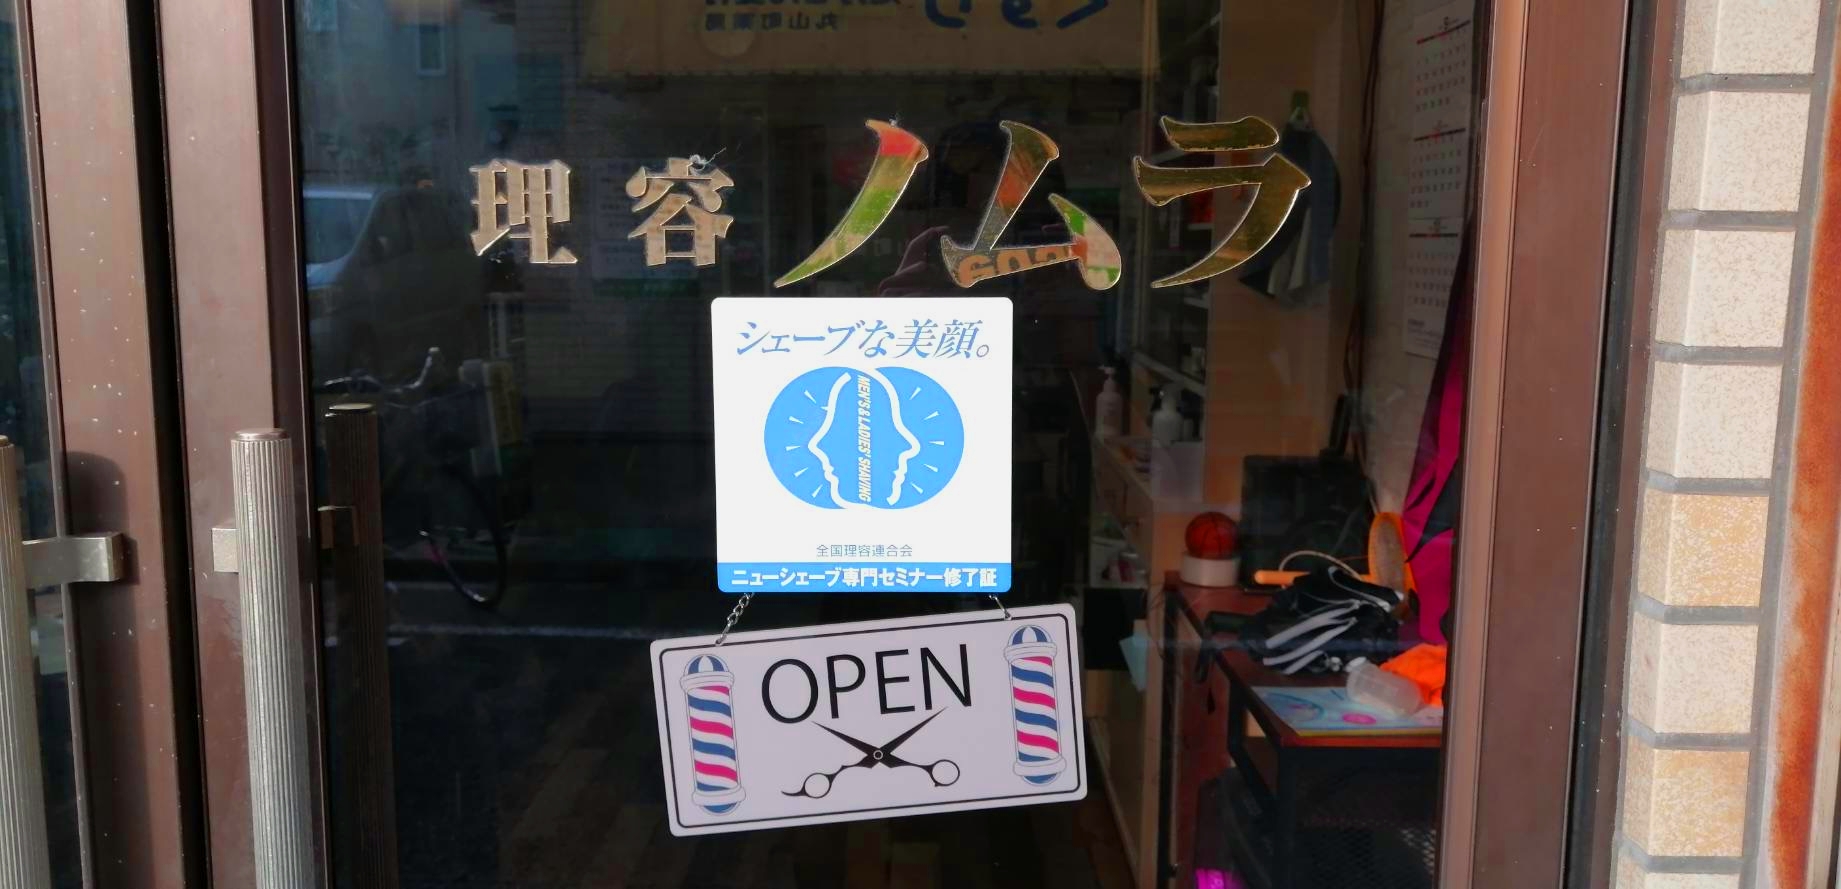 理容 ノムラ
シェーブな美顔。
MEN'S & LADIES' SHAVING
全国理容連合会
ニューシェーブ専門セミナー修了証
OPEN